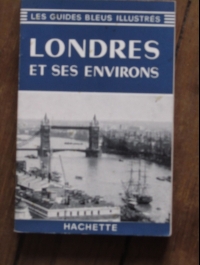 LES GUIDES BLEUS ILLUSTRÉS
LONDRES
ET SES ENVIRONS
HACHETTE